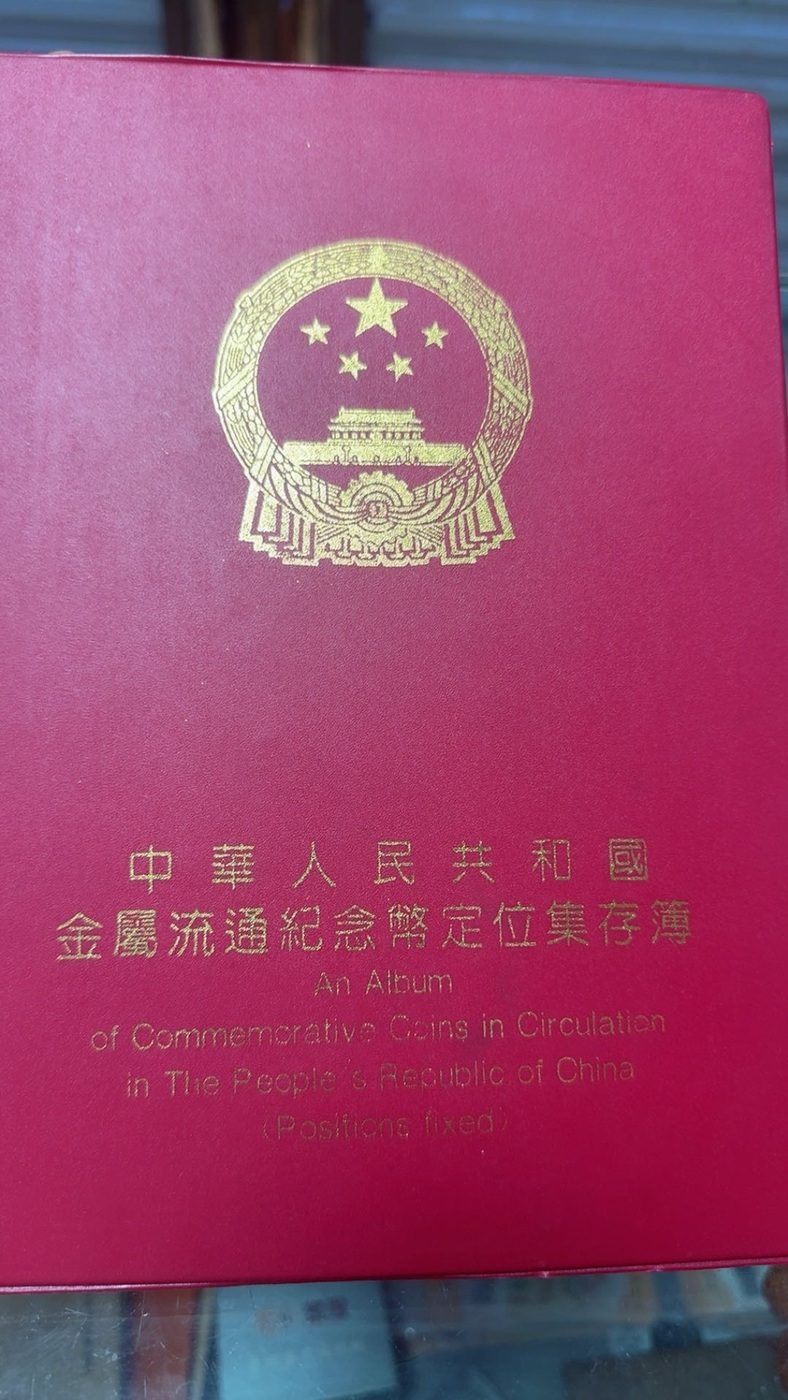 中華人民共和國
金屬流通紀念幣定位集存簿
An Album
of Commemorative Coins in Circulation
in The People's Republic of China
(Positions fixed)